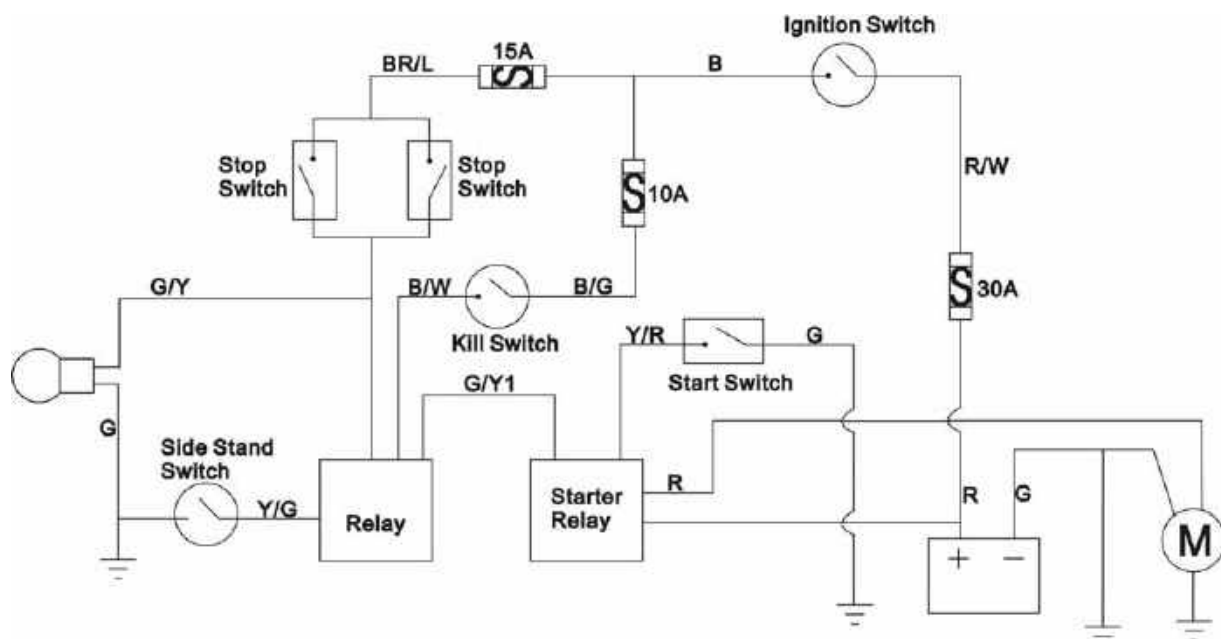 Ignition Switch
15A
BR/L
B
Stop
Switch
Stop
Switch
R/W
S
S
10A
G/Y
B/W
B/G
S
30A
Kill Switch
Y/R
G
Start Switch
G/Y1
G
Side Stand
Switch
Y/G
Relay
Starter
Relay
R
R
G
+
−
M